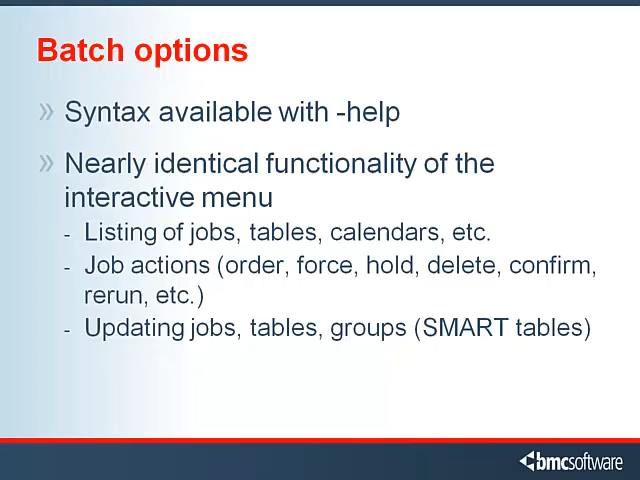 Batch options
» Syntax available with -help
» Nearly identical functionality of the
interactive menu
- Listing of jobs, tables, calendars, etc.
- Job actions (order, force, hold, delete, confirm,
rerun, etc.)
- Updating jobs, tables, groups (SMART tables)
bmcsoftware